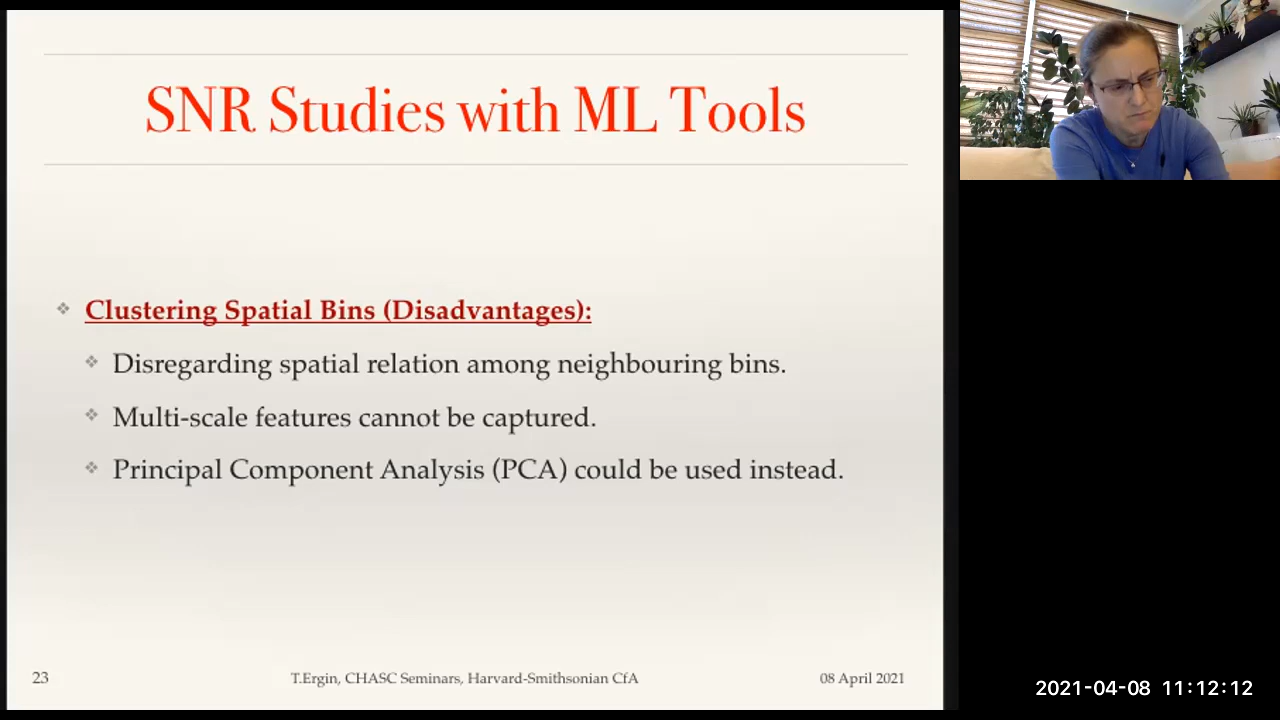 SNR Studies with ML Tools
Clustering Spatial Bins (Disadvantages):
Disregarding spatial relation among neighbouring bins.
Multi-scale features cannot be captured.
Principal Component Analysis (PCA) could be used instead.
23
T.Ergin, CHASC Seminars, Harvard-Smithsonian CfA
08 April 2021
2021-04-08 11:12:12